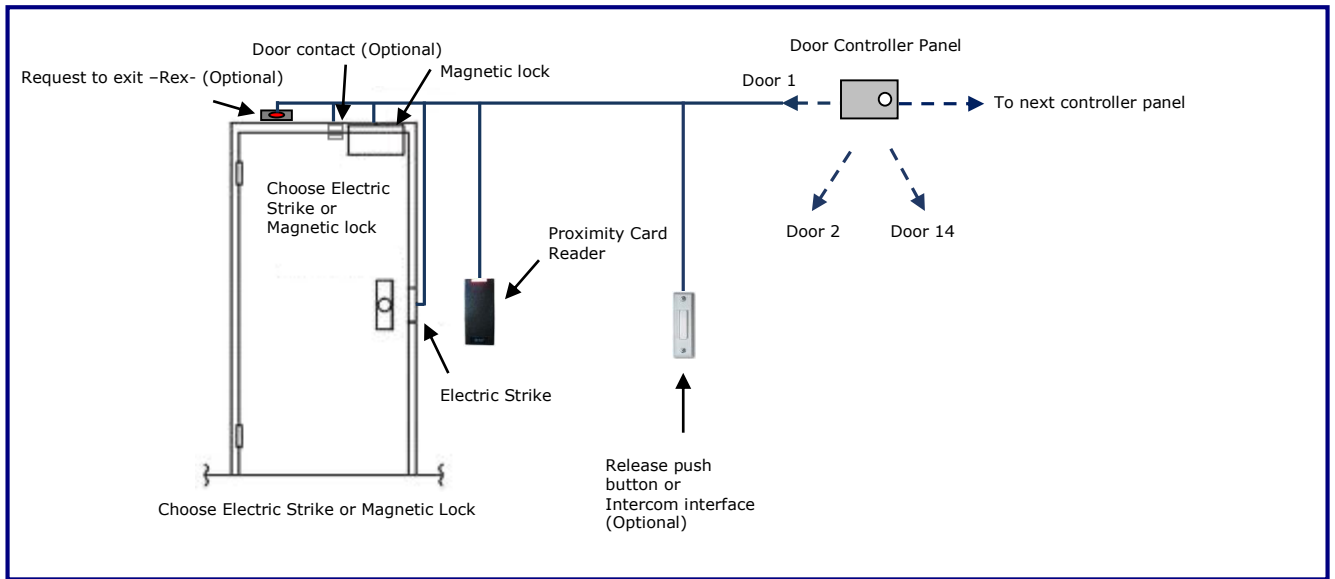 Door contact (Optional)
Door Controller Panel
Request to exit –Rex- (Optional)
Magnetic lock
Door 1
To next controller panel
Choose Electric
Strike or
Magnetic lock
Proximity Card
Reader
Door 2
Door 14
Electric Strike
Release push
button or
Intercom interface
(Optional)
Choose Electric Strike or Magnetic Lock